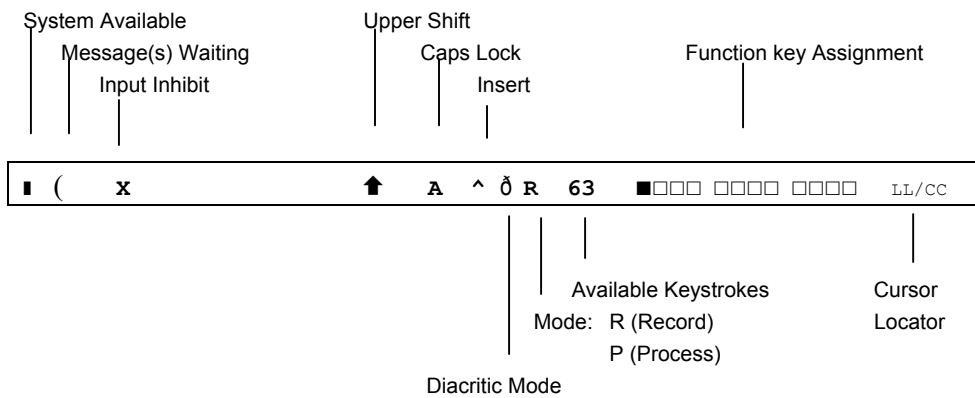 System Available Upper Shift
Message(s) Waiting Caps Lock Function key Assignment
Input Inhibit Insert
▮ ( X ⬆ A ^ ð R 63 ■□□□ □□□□ □□□□ LL/CC
Available Keystrokes Cursor
Mode: R (Record) Locator
P (Process)
Diacritic Mode